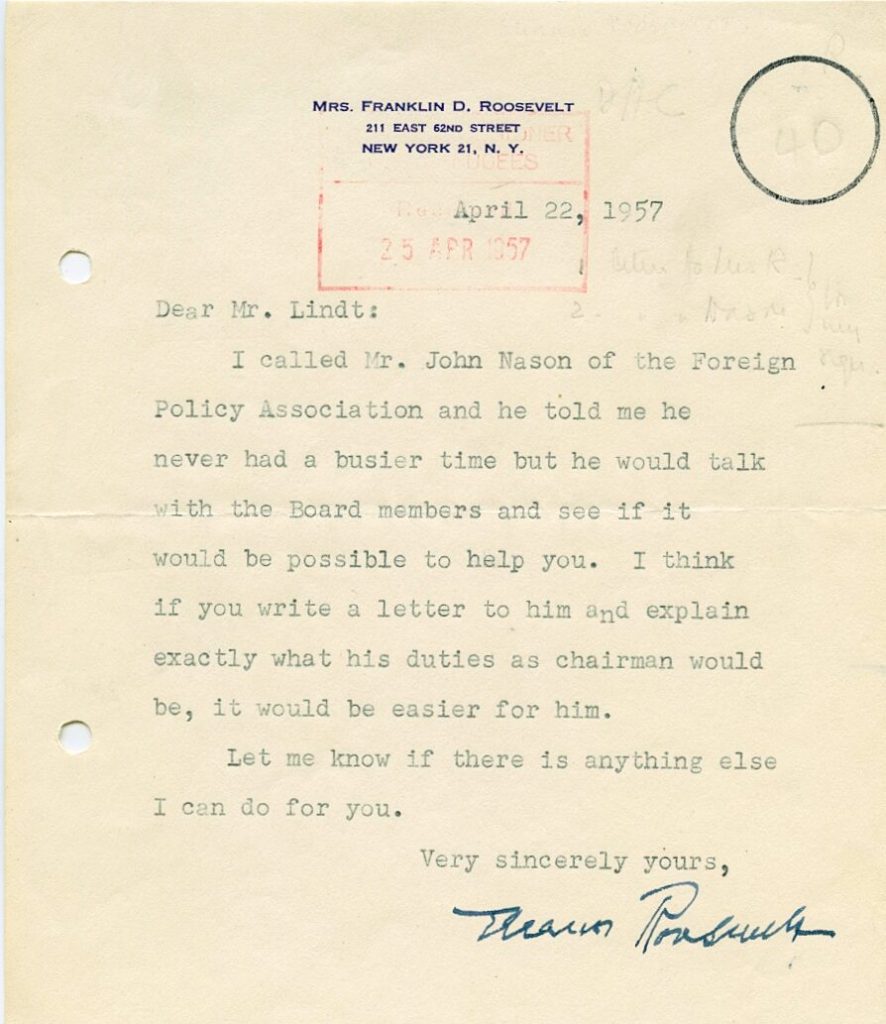 MRS. FRANKLIN D. ROOSEVELT
211 EAST 62ND STREET
NEW YORK 21, N. Y.
April 22, 1957
25 APR 1957
40
Dear Mr. Lindt:
I called Mr. John Nason of the Foreign
Policy Association and he told me he
never had a busier time but he would talk
with the Board members and see if it
would be possible to help you. I think
if you write a letter to him and explain
exactly what his duties as chairman would
be, it would be easier for him.
Let me know if there is anything else
I can do for you.
Very sincerely yours,
Eleanor Roosevelt